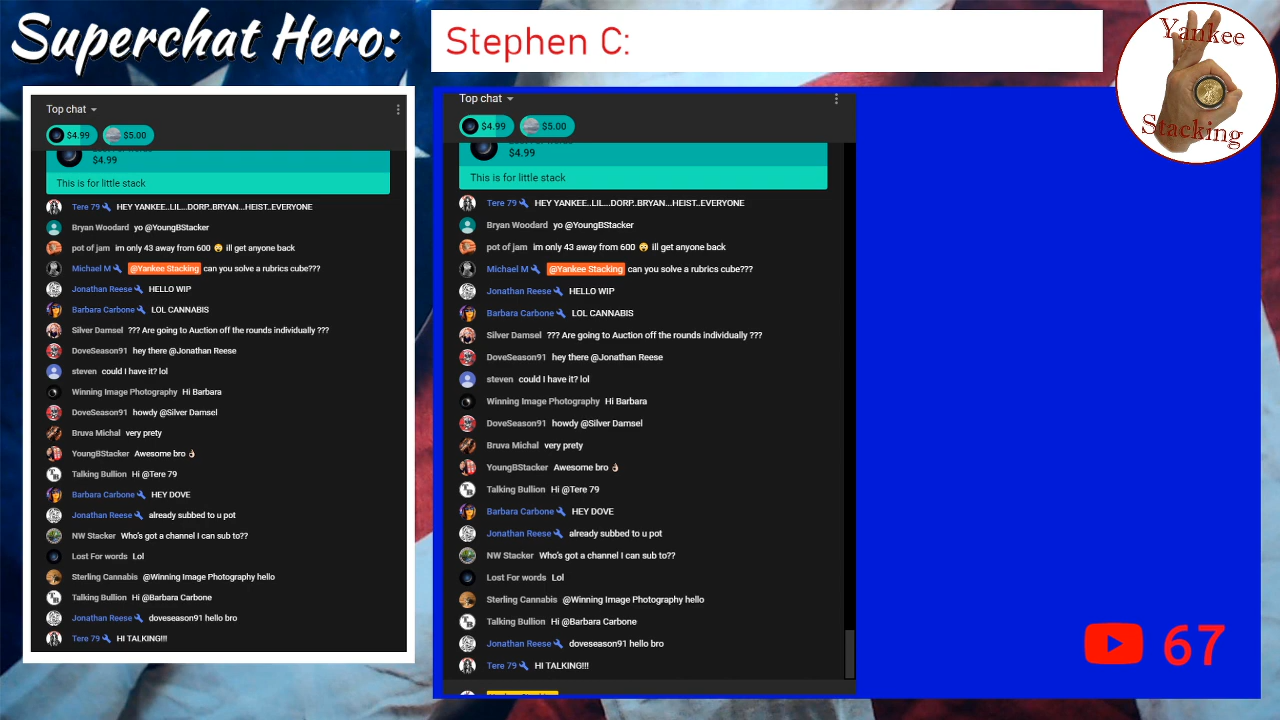 Superchat Hero:
Stephen C:
Yankee
Stacking
Top chat
$4.99 $5.00
$4.99
This is for little stack
Tere 79 HEY YANKEE..LIL...DORP..BRYAN...HEIST..EVERYONE
Bryan Woodard yo @YoungBStacker
pot of jam im only 43 away from 600 😮 ill get anyone back
Michael M @Yankee Stacking can you solve a rubrics cube???
Jonathan Reese HELLO WIP
Barbara Carbone LOL CANNABIS
Silver Damsel ??? Are going to Auction off the rounds individually ???
DoveSeason91 hey there @Jonathan Reese
steven could I have it? lol
Winning Image Photography Hi Barbara
DoveSeason91 howdy @Silver Damsel
Bruva Michal very prety
YoungBStacker Awesome bro 👌
Talking Bullion Hi @Tere 79
Barbara Carbone HEY DOVE
Jonathan Reese already subbed to u pot
NW Stacker Who's got a channel I can sub to??
Lost For words Lol
Sterling Cannabis @Winning Image Photography hello
Talking Bullion Hi @Barbara Carbone
Jonathan Reese doveseason91 hello bro
Tere 79 HI TALKING!!!
Top chat
$4.99 $5.00
$4.99
This is for little stack
Tere 79 HEY YANKEE..LIL...DORP..BRYAN...HEIST..EVERYONE
Bryan Woodard yo @YoungBStacker
pot of jam im only 43 away from 600 😮 ill get anyone back
Michael M @Yankee Stacking can you solve a rubrics cube???
Jonathan Reese HELLO WIP
Barbara Carbone LOL CANNABIS
Silver Damsel ??? Are going to Auction off the rounds individually ???
DoveSeason91 hey there @Jonathan Reese
steven could I have it? lol
Winning Image Photography Hi Barbara
DoveSeason91 howdy @Silver Damsel
Bruva Michal very prety
YoungBStacker Awesome bro 👌
Talking Bullion Hi @Tere 79
Barbara Carbone HEY DOVE
Jonathan Reese already subbed to u pot
NW Stacker Who's got a channel I can sub to??
Lost For words Lol
Sterling Cannabis @Winning Image Photography hello
Talking Bullion Hi @Barbara Carbone
Jonathan Reese doveseason91 hello bro
Tere 79 HI TALKING!!!
67